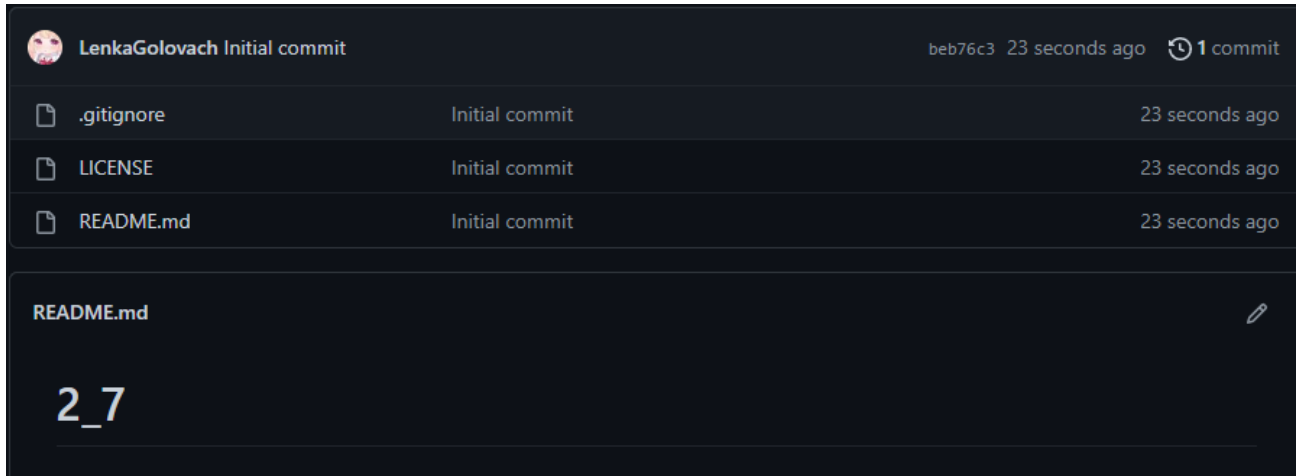 LenkaGolovach Initial commit beb76c3 23 seconds ago 1 commit
.gitignore Initial commit 23 seconds ago
LICENSE Initial commit 23 seconds ago
README.md Initial commit 23 seconds ago
README.md
2_7